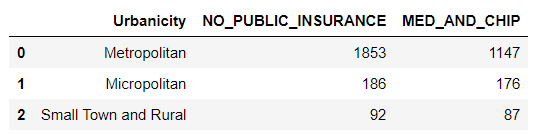 Urbanicity NO_PUBLIC_INSURANCE MED_AND_CHIP
0 Metropolitan 1853 1147
1 Micropolitan 186 176
2 Small Town and Rural 92 87